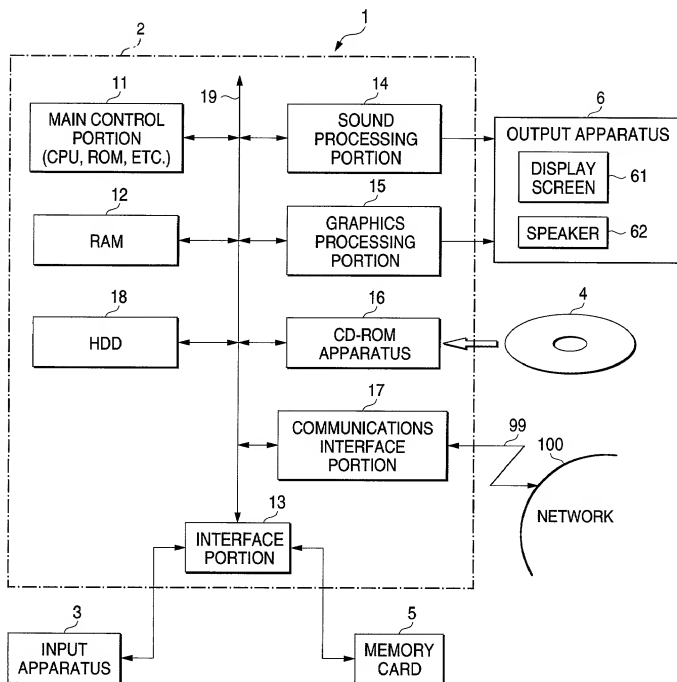 1
2
11
MAIN CONTROL
PORTION
(CPU, ROM, ETC.)
19
14
SOUND
PROCESSING
PORTION
6
OUTPUT APPARATUS
DISPLAY
SCREEN
61
SPEAKER
62
12
RAM
15
GRAPHICS
PROCESSING
PORTION
18
HDD
16
CD-ROM
APPARATUS
4
17
COMMUNICATIONS
INTERFACE
PORTION
99
100
NETWORK
13
INTERFACE
PORTION
3
INPUT
APPARATUS
5
MEMORY
CARD